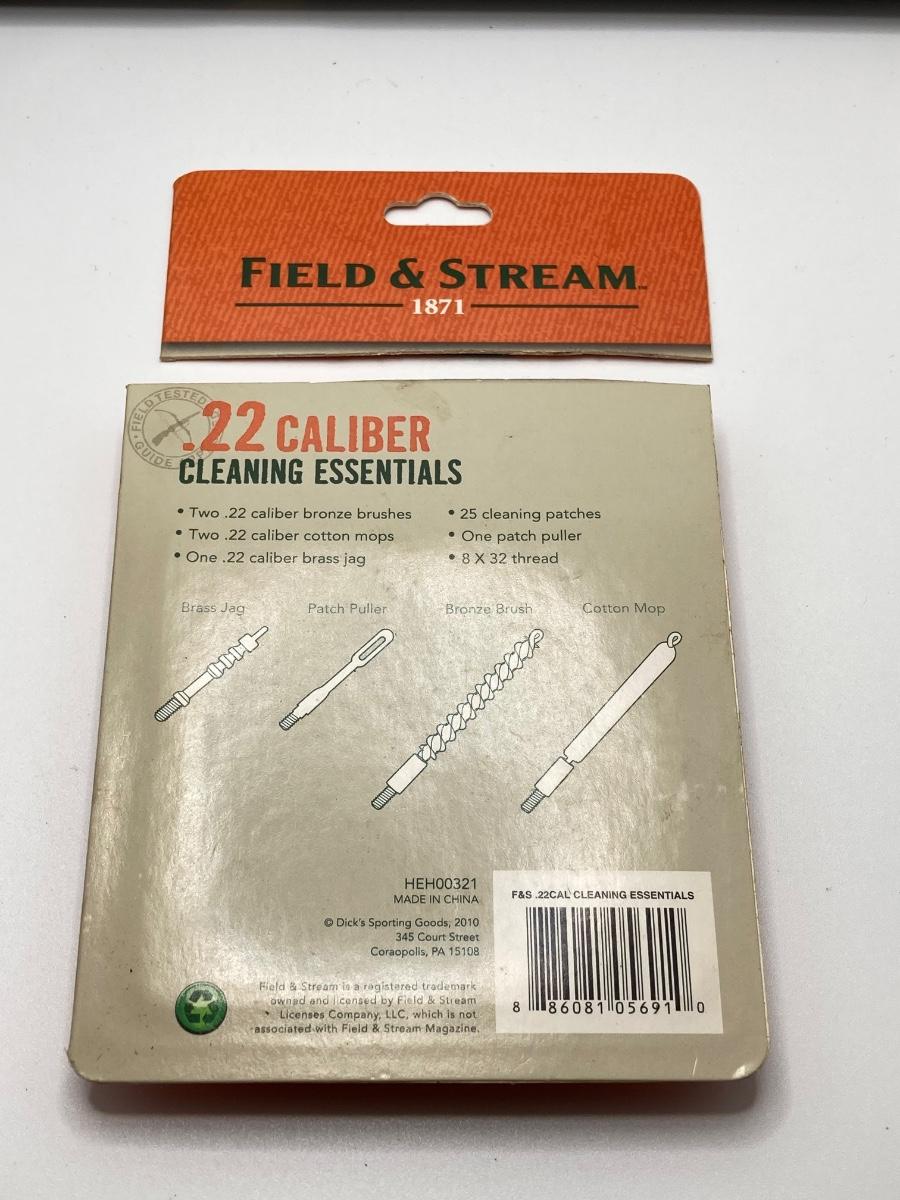 FIELD & STREAM™
1871
FIELD TESTED
GUIDE
.22 CALIBER
CLEANING ESSENTIALS
• Two .22 caliber bronze brushes
• Two .22 caliber cotton mops
• One .22 caliber brass jag
• 25 cleaning patches
• One patch puller
• 8 X 32 thread
Brass Jag
Patch Puller
Bronze Brush
Cotton Mop
HEH00321
MADE IN CHINA
© Dick's Sporting Goods, 2010
345 Court Street
Coraopolis, PA 15108
Field & Stream is a registered trademark
owned and licensed by Field & Stream
Licenses Company, LLC, which is not
associated with Field & Stream Magazine.
F&S .22CAL CLEANING ESSENTIALS
8 86081 05691 0